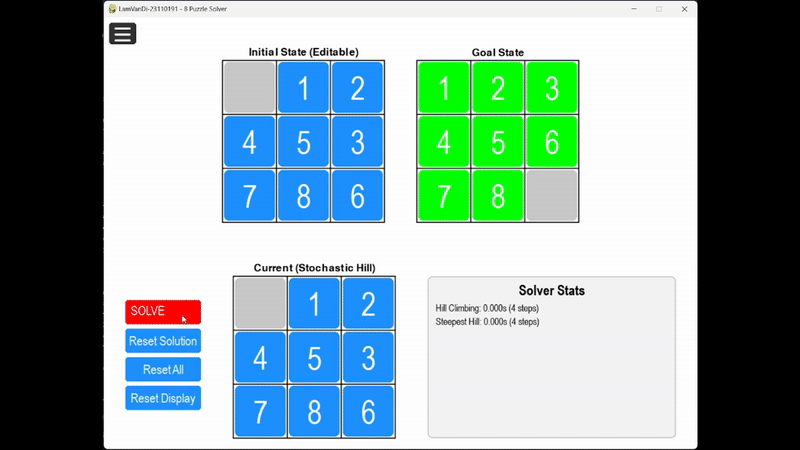 LamVanDi-23110191 - 8 Puzzle Solver
Initial State (Editable)
Goal State
1 2
1 2 3
4 5 3
4 5 6
7 8 6
7 8
Current (Stochastic Hill)
1 2
4 5 3
7 8 6
SOLVE
Reset Solution
Reset All
Reset Display
Solver Stats
Hill Climbing: 0.000s (4 steps)
Steepest Hill: 0.000s (4 steps)